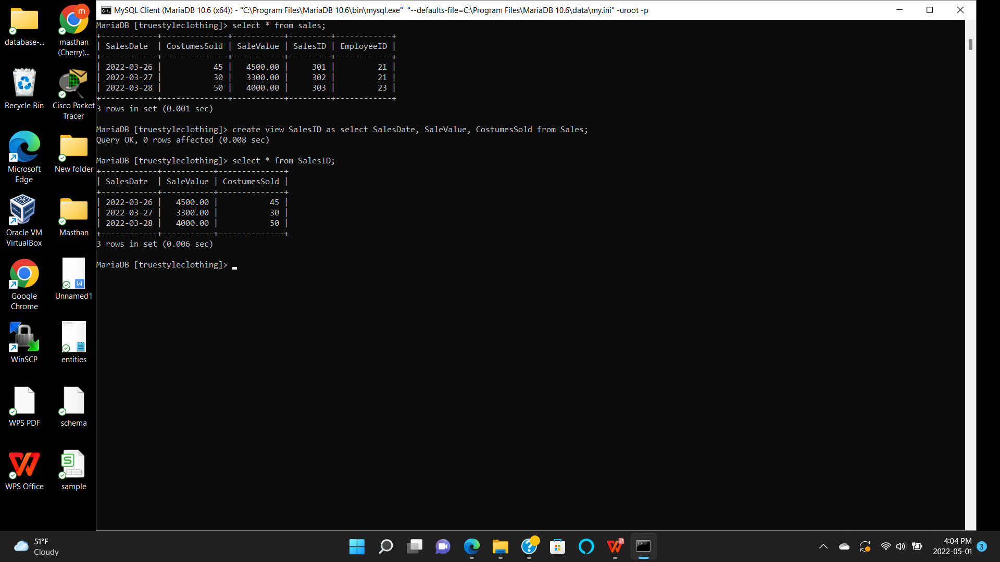 MySQL Client (MariaDB 10.6 (x64)) - "C:\Program Files\MariaDB 10.6\bin\mysql.exe"  "--defaults-file=C:\Program Files\MariaDB 10.6\data\my.ini" -uroot -p
MariaDB [truestyleclothing]> select * from sales;
+------------+--------------+-----------+---------+------------+
| SalesDate  | CostumesSold | SaleValue | SalesID | EmployeeID |
+------------+--------------+-----------+---------+------------+
| 2022-03-26 |           45 |   4500.00 |     301 |         21 |
| 2022-03-27 |           30 |   3300.00 |     302 |         21 |
| 2022-03-28 |           50 |   4000.00 |     303 |         23 |
+------------+--------------+-----------+---------+------------+
3 rows in set (0.001 sec)
MariaDB [truestyleclothing]> create view SalesID as select SalesDate, SaleValue, CostumesSold from Sales;
Query OK, 0 rows affected (0.008 sec)
MariaDB [truestyleclothing]> select * from SalesID;
+------------+-----------+--------------+
| SalesDate  | SaleValue | CostumesSold |
+------------+-----------+--------------+
| 2022-03-26 |   4500.00 |           45 |
| 2022-03-27 |   3300.00 |           30 |
| 2022-03-28 |   4000.00 |           50 |
+------------+-----------+--------------+
3 rows in set (0.006 sec)
MariaDB [truestyleclothing]>
database-...
m
masthan
(Cherry)...
Recycle Bin
Cisco Packet
Tracer
Microsoft
Edge
New folder
Oracle VM
VirtualBox
Masthan
Google
Chrome
W
Unnamed1
WinSCP
entities
WPS PDF
schema
WPS Office
S
sample
51°F
Cloudy
4:04 PM
2022-05-01
3